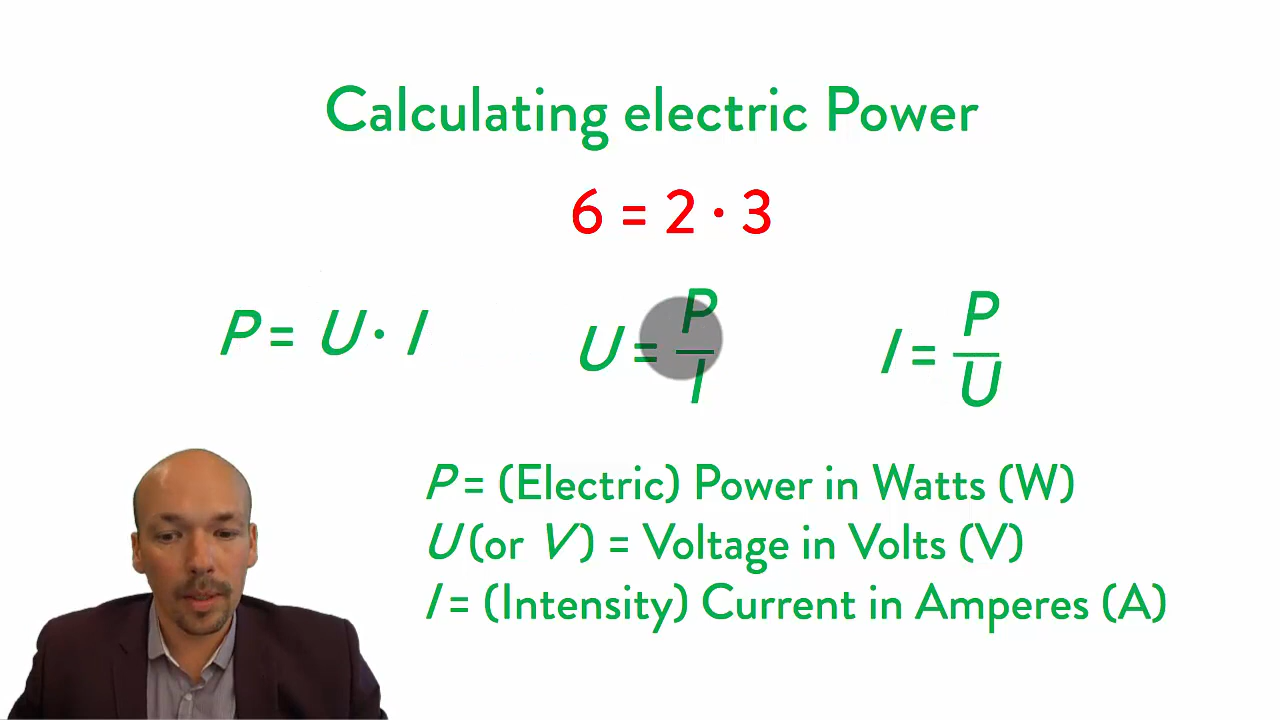 Calculating electric Power
6 = 2 · 3
P = U · I
U = P/I
I = P/U
P = (Electric) Power in Watts (W)
U (or V) = Voltage in Volts (V)
I = (Intensity) Current in Amperes (A)